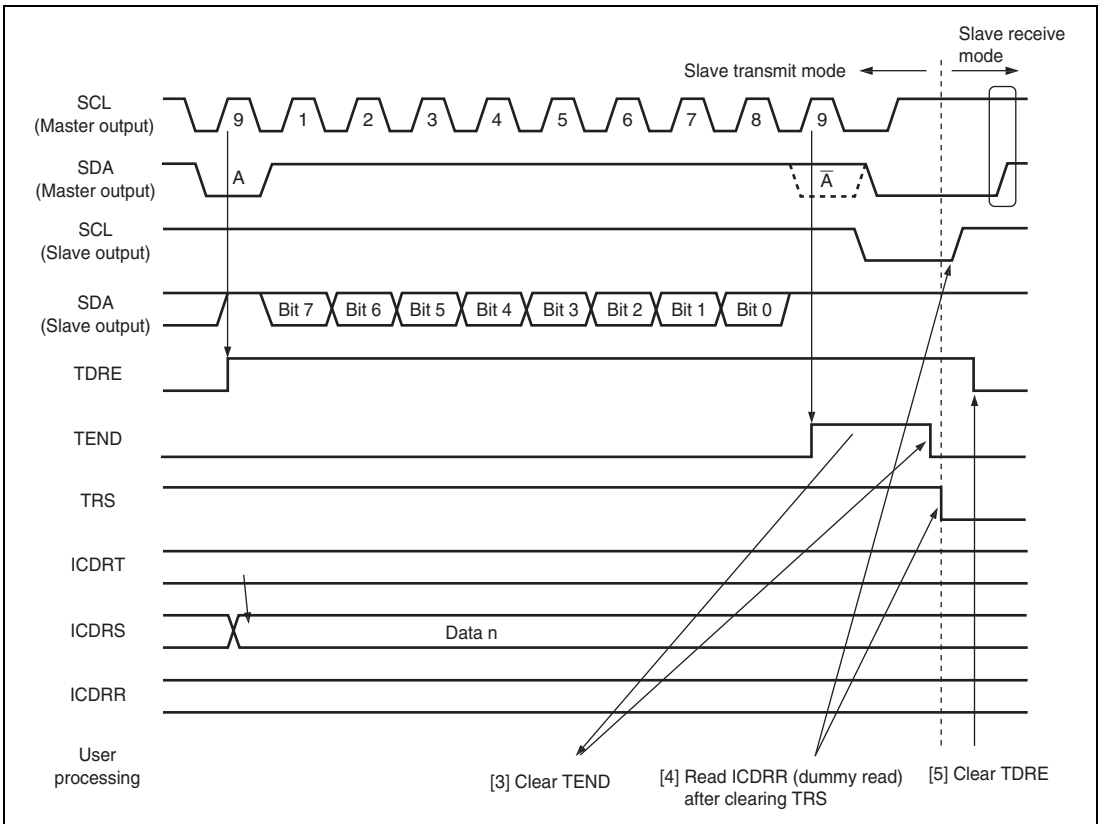 Slave receive
mode
Slave transmit mode
SCL
(Master output)
9 1 2 3 4 5 6 7 8 9
SDA
(Master output)
A A̅
SCL
(Slave output)
SDA
(Slave output)
Bit 7 Bit 6 Bit 5 Bit 4 Bit 3 Bit 2 Bit 1 Bit 0
TDRE
TEND
TRS
ICDRT
ICDRS
Data n
ICDRR
User
processing
[3] Clear TEND
[4] Read ICDRR (dummy read)
after clearing TRS
[5] Clear TDRE